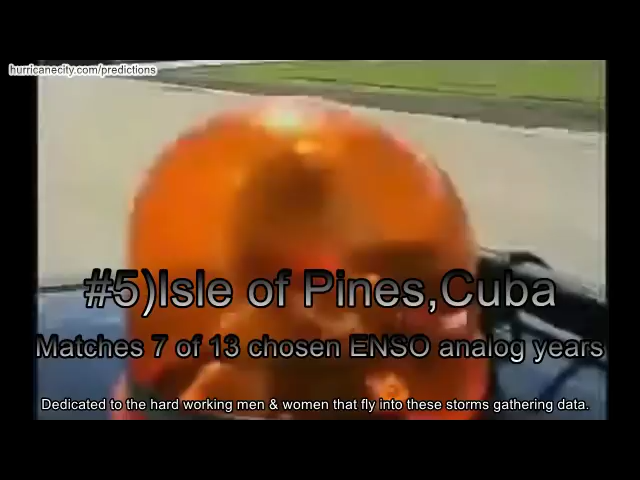 hurricanecity.com/predictions
#5)Isle of Pines,Cuba
Matches 7 of 13 chosen ENSO analog years
Dedicated to the hard working men & women that fly into these storms gathering data.